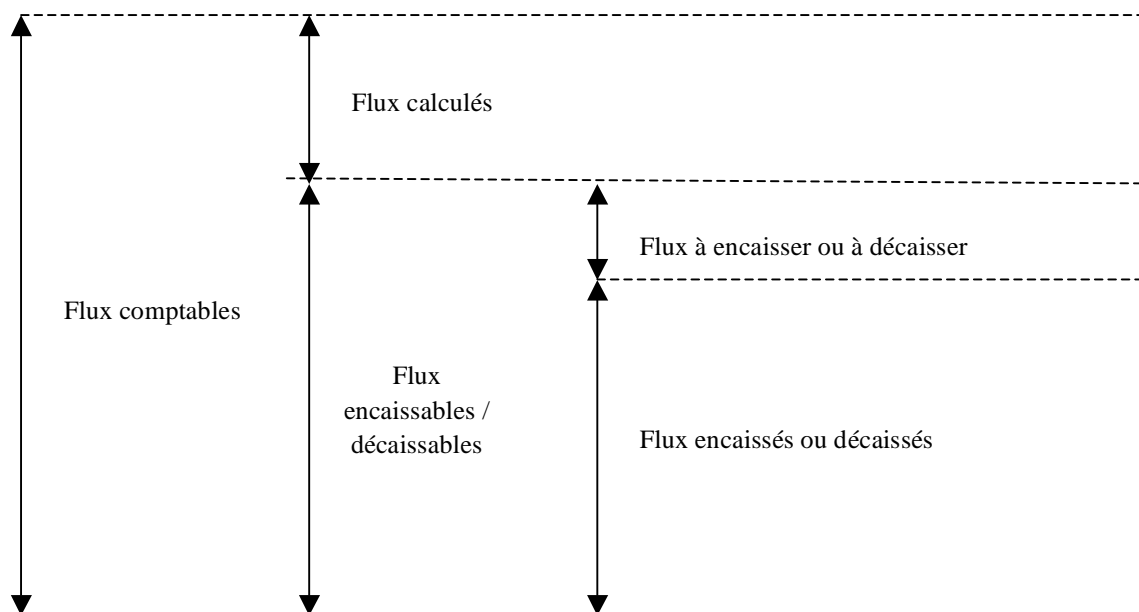 Flux calculés
Flux à encaisser ou à décaisser
Flux comptables
Flux
encaissables /
décaissables
Flux encaissés ou décaissés